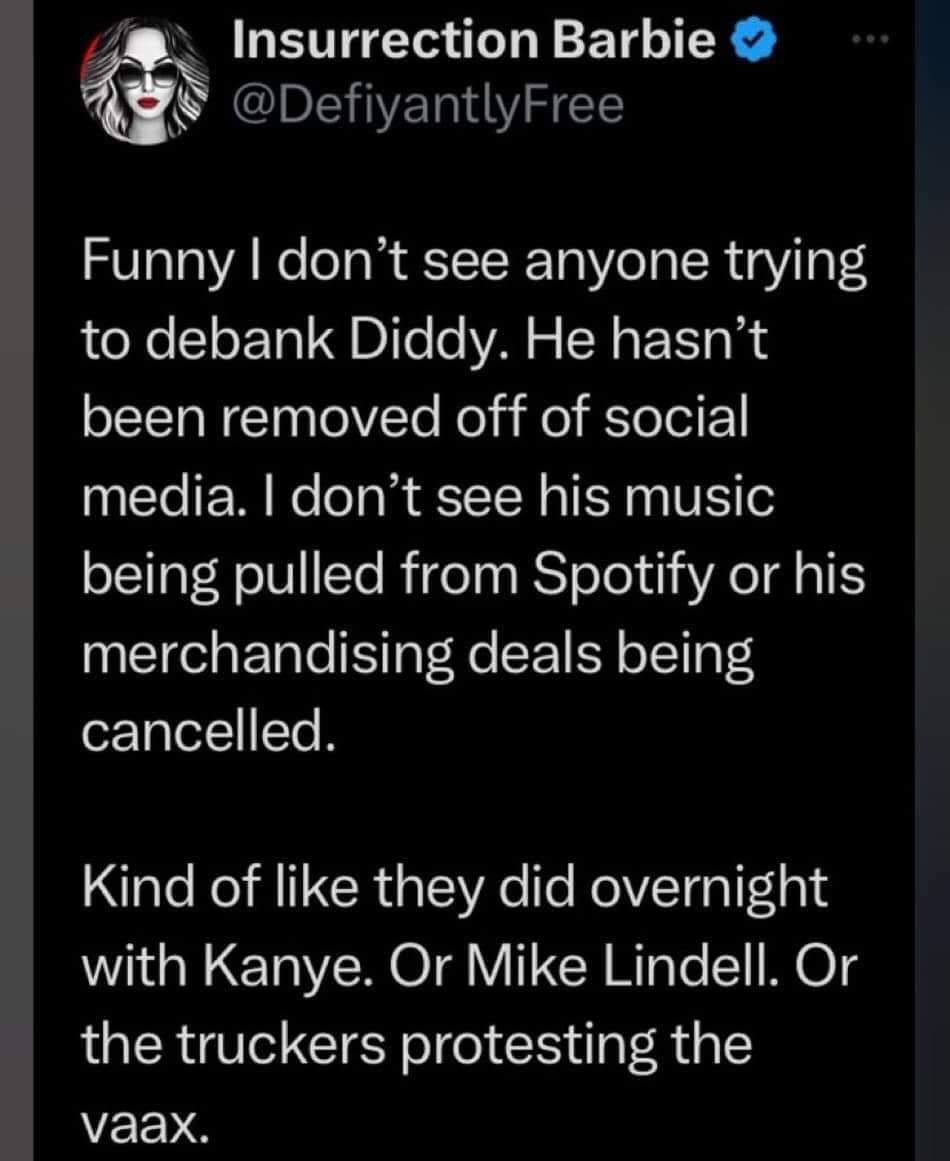 Insurrection Barbie
@DefiyantlyFree
Funny I don’t see anyone trying
to debank Diddy. He hasn’t
been removed off of social
media. I don’t see his music
being pulled from Spotify or his
merchandising deals being
cancelled.
Kind of like they did overnight
with Kanye. Or Mike Lindell. Or
the truckers protesting the
vaax.